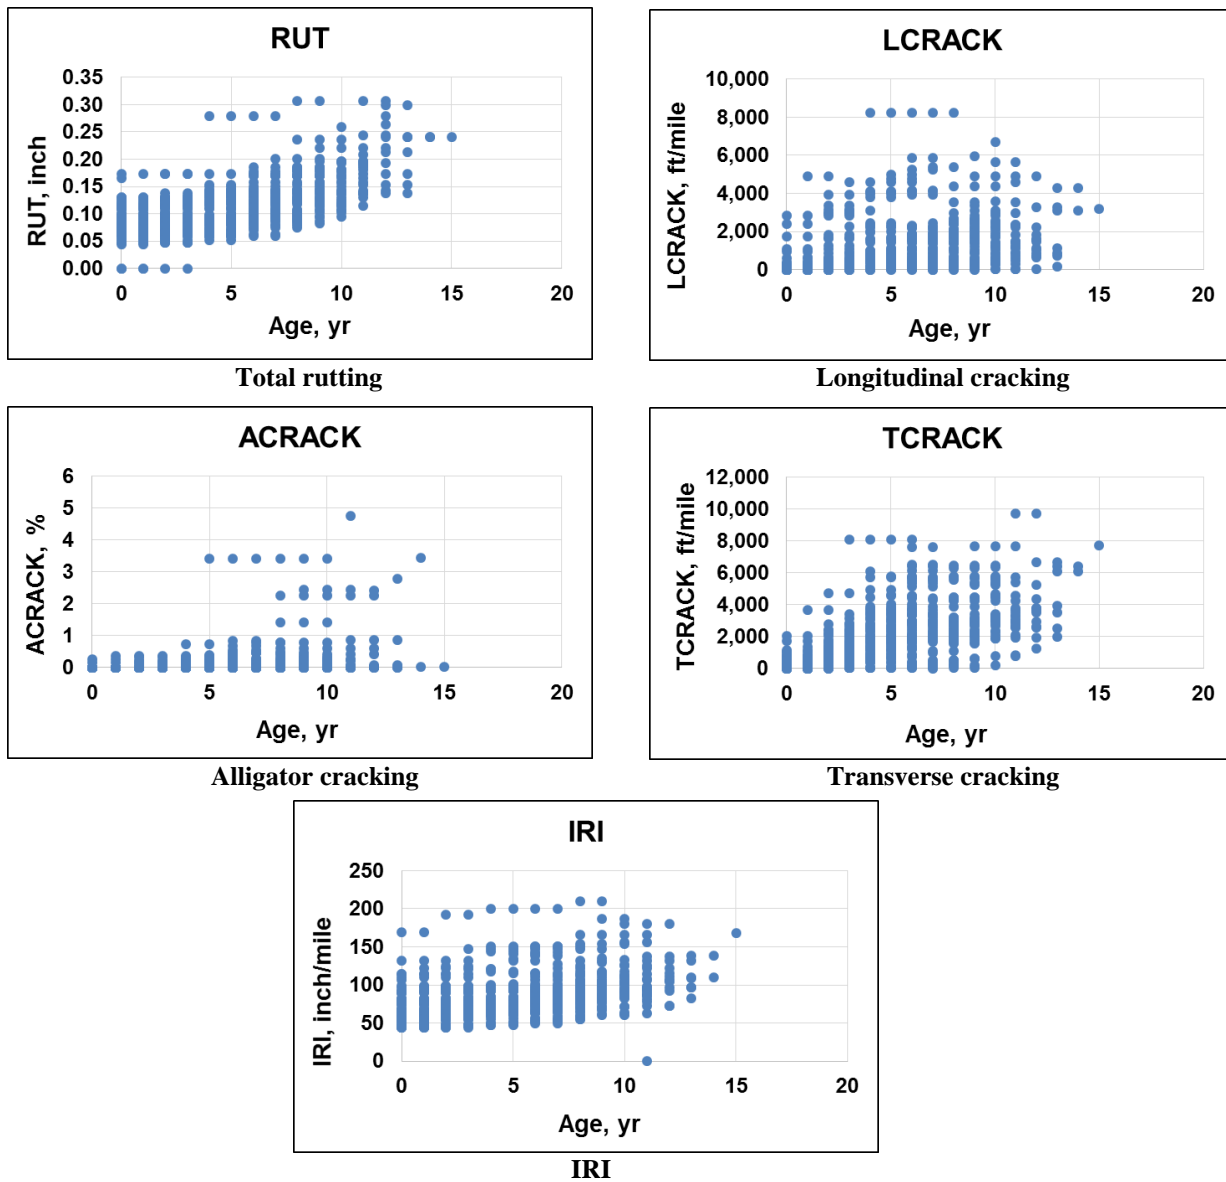 RUT
0.35
0.30
0.25
0.20
0.15
0.10
0.05
0.00
RUT, inch
0 5 10 15 20
Age, yr
Total rutting
LCRACK
10,000
8,000
6,000
4,000
2,000
0
LCRACK, ft/mile
0 5 10 15 20
Age, yr
Longitudinal cracking
ACRACK
6
5
4
3
2
1
0
ACRACK, %
0 5 10 15 20
Age, yr
Alligator cracking
TCRACK
12,000
10,000
8,000
6,000
4,000
2,000
0
TCRACK, ft/mile
0 5 10 15 20
Age, yr
Transverse cracking
IRI
250
200
150
100
50
0
IRI, inch/mile
0 5 10 15 20
Age, yr
IRI